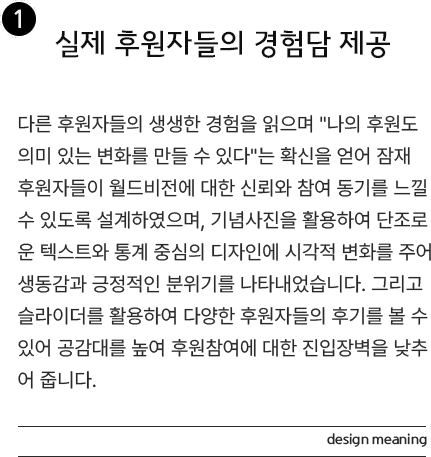 1
실제 후원자들의 경험담 제공
다른 후원자들의 생생한 경험을 읽으며 "나의 후원도
의미 있는 변화를 만들 수 있다"는 확신을 얻어 잠재
후원자들이 월드비전에 대한 신뢰와 참여 동기를 느낄
수 있도록 설계하였으며, 기념사진을 활용하여 단조로
운 텍스트와 통계 중심의 디자인에 시각적 변화를 주어
생동감과 긍정적인 분위기를 나타내었습니다. 그리고
슬라이더를 활용하여 다양한 후원자들의 후기를 볼 수
있어 공감대를 높여 후원참여에 대한 진입장벽을 낮추
어 줍니다.
design meaning